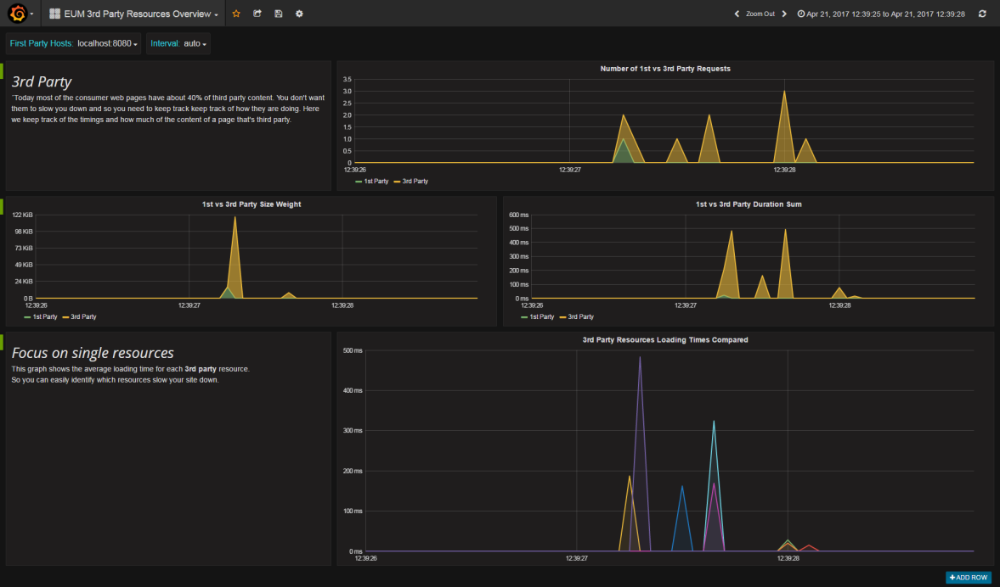 EUM 3rd Party Resources Overview
Zoom Out
Apr 21, 2017 12:39:25 to Apr 21, 2017 12:39:28
First Party Hosts: localhost:8080
Interval: auto
3rd Party
"Today most of the consumer web pages have about 40% of third party content. You don't want
them to slow you down and so you need to keep track keep track of how they are doing. Here
we keep track of the timings and how much of the content of a page that's third party.
Number of 1st vs 3rd Party Requests
3.5
3.0
2.5
2.0
1.5
1.0
0.5
0
12:39:26
12:39:27
12:39:28
1st Party
3rd Party
1st vs 3rd Party Size Weight
122 KiB
98 KiB
73 KiB
49 KiB
24 KiB
0 B
12:39:26
12:39:27
12:39:28
1st Party
3rd Party
1st vs 3rd Party Duration Sum
600 ms
500 ms
400 ms
300 ms
200 ms
100 ms
0 ms
12:39:26
12:39:27
12:39:28
1st Party
3rd Party
Focus on single resources
This graph shows the average loading time for each 3rd party resource.
So you can easily identify which resources slow your site down.
3rd Party Resources Loading Times Compared
500 ms
400 ms
300 ms
200 ms
100 ms
0 ms
12:39:26
12:39:27
12:39:28
+ADD ROW